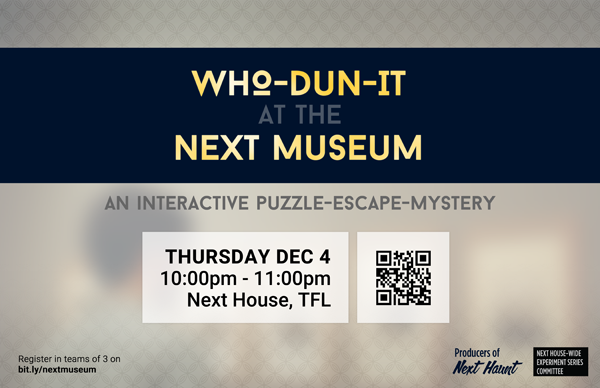 WHO-DUN-IT
AT THE
NEXT MUSEUM
AN INTERACTIVE PUZZLE-ESCAPE-MYSTERY
THURSDAY DEC 4
10:00pm - 11:00pm
Next House, TFL
Register in teams of 3 on
bit.ly/nextmuseum
Producers of
Next Haunt
NEXT HOUSE-WIDE
EXPERIMENT SERIES
COMMITTEE